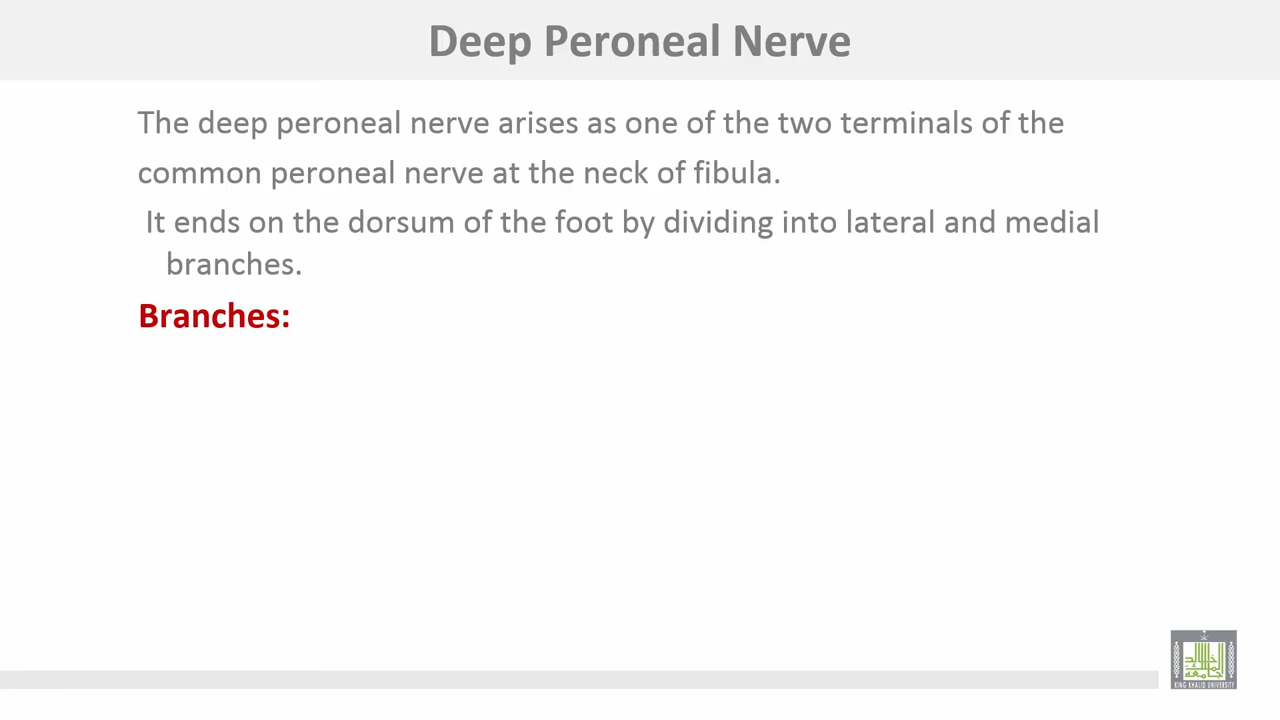 Deep Peroneal Nerve
The deep peroneal nerve arises as one of the two terminals of the
common peroneal nerve at the neck of fibula.
It ends on the dorsum of the foot by dividing into lateral and medial
branches.
Branches:
KING KHALID UNIVERSITY